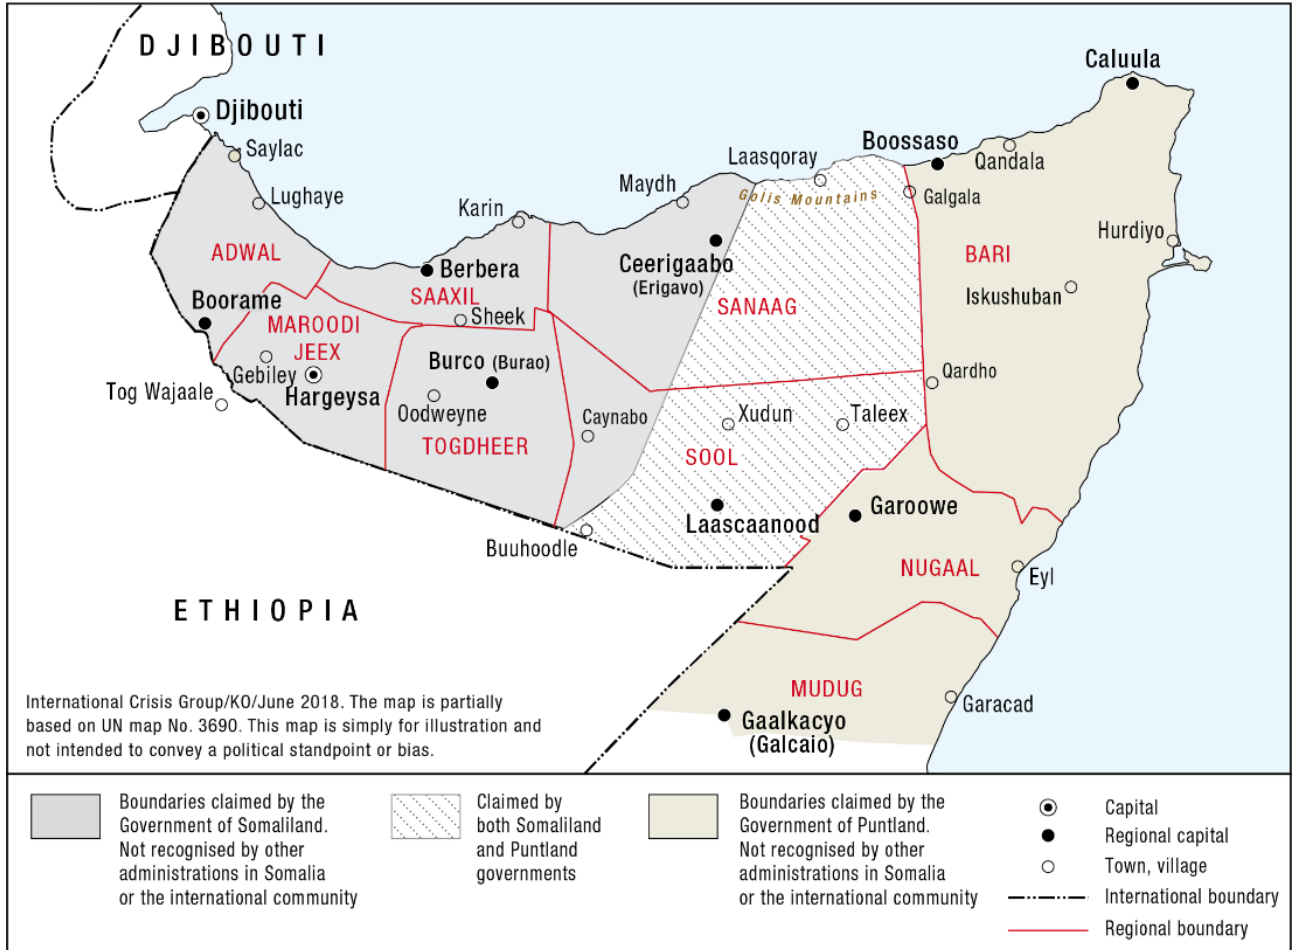 DJIBOUTI
Caluula
Djibouti
Boossaso
Saylac
Laasqoray
Qandala
Maydh
Golis Mountains
Galgala
Lughaye
Karin
Hurdiyo
ADWAL
Ceerigaabo
(Erigavo)
BARI
Berbera
Iskushuban
Boorame
SAAXIL
SANAAG
Sheek
MAROODI
JEEX
Burco (Burao)
Gebiley
Qardho
Tog Wajaale
Hargeysa
Oodweyne
Caynabo
Xudun
Taleex
TOGDHEER
SOOL
Garoowe
Laascaanood
Buuhoodle
NUGAAL
Eyl
ETHIOPIA
MUDUG
Garacad
Gaalkacyo
(Galcaio)
International Crisis Group/KO/June 2018. The map is partially
based on UN map No. 3690. This map is simply for illustration and
not intended to convey a political standpoint or bias.
Boundaries claimed by the
Government of Somaliland.
Not recognised by other
administrations in Somalia
or the international community
Claimed by
both Somaliland
and Puntland
governments
Boundaries claimed by the
Government of Puntland.
Not recognised by other
administrations in Somalia
or the international community
Capital
Regional capital
Town, village
International boundary
Regional boundary